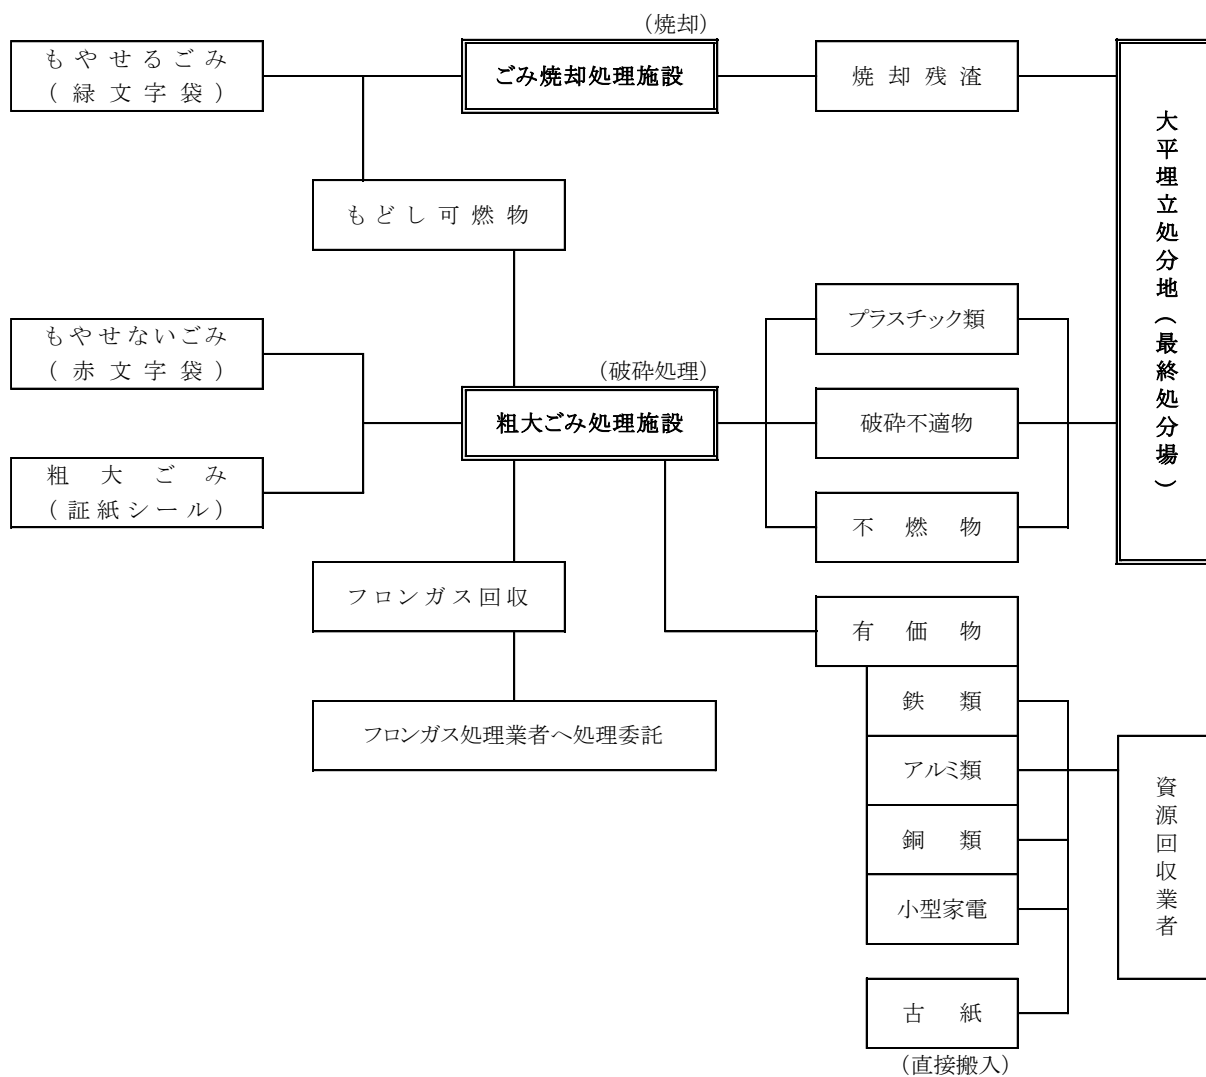 (焼却)
もやせるごみ
(緑文字袋)
ごみ焼却処理施設
焼却残渣
大平埋立処分地(最終処分場)
もどし可燃物
もやせないごみ
(赤文字袋)
(破砕処理)
粗大ごみ処理施設
プラスチック類
破砕不適物
不燃物
粗大ごみ
(証紙シール)
フロンガス回収
フロンガス処理業者へ処理委託
有価物
鉄類
アルミ類
銅類
小型家電
古紙
(直接搬入)
資源回収業者